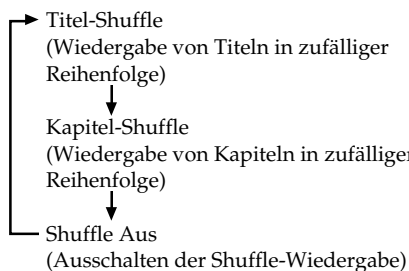 Titel-Shuffle
(Wiedergabe von Titeln in zufälliger
Reihenfolge)
Kapitel-Shuffle
(Wiedergabe von Kapiteln in zufälliger
Reihenfolge)
Shuffle Aus
(Ausschalten der Shuffle-Wiedergabe)